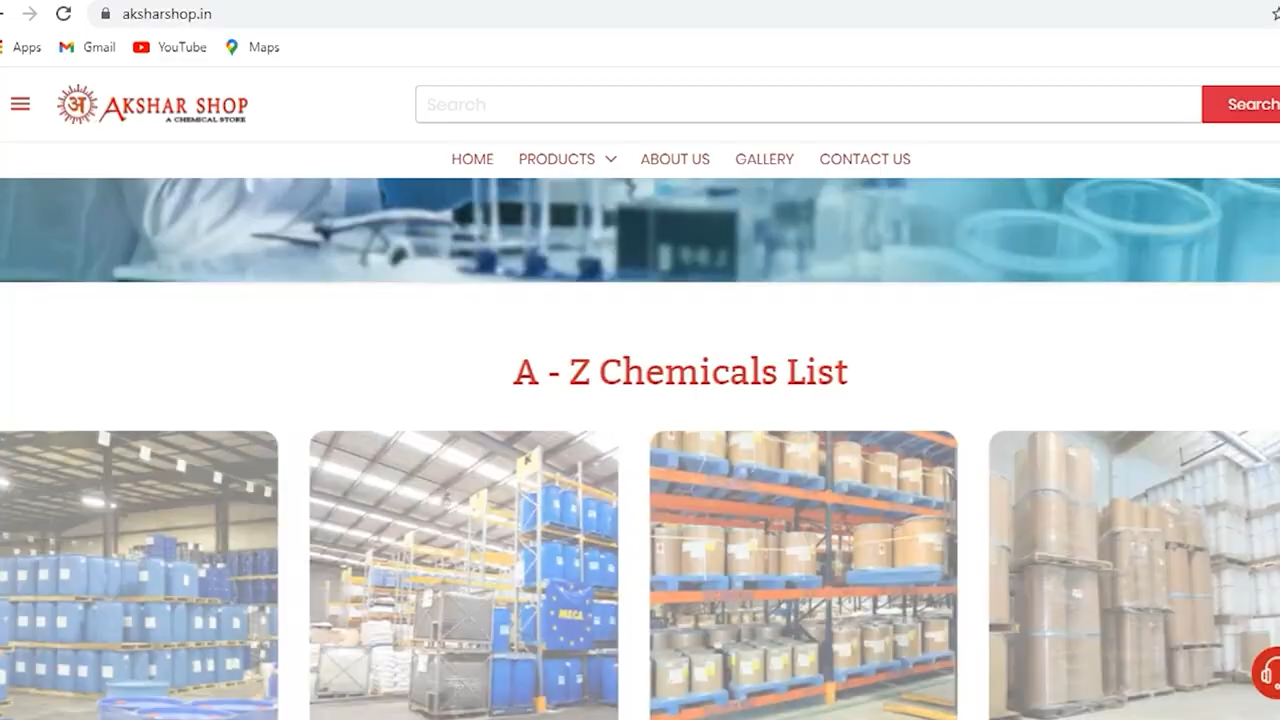 aksharshop.in
Apps Gmail YouTube Maps
अ AKSHAR SHOP
A CHEMICAL STORE
Search Search
HOME PRODUCTS ABOUT US GALLERY CONTACT US
A - Z Chemicals List
K
MACA